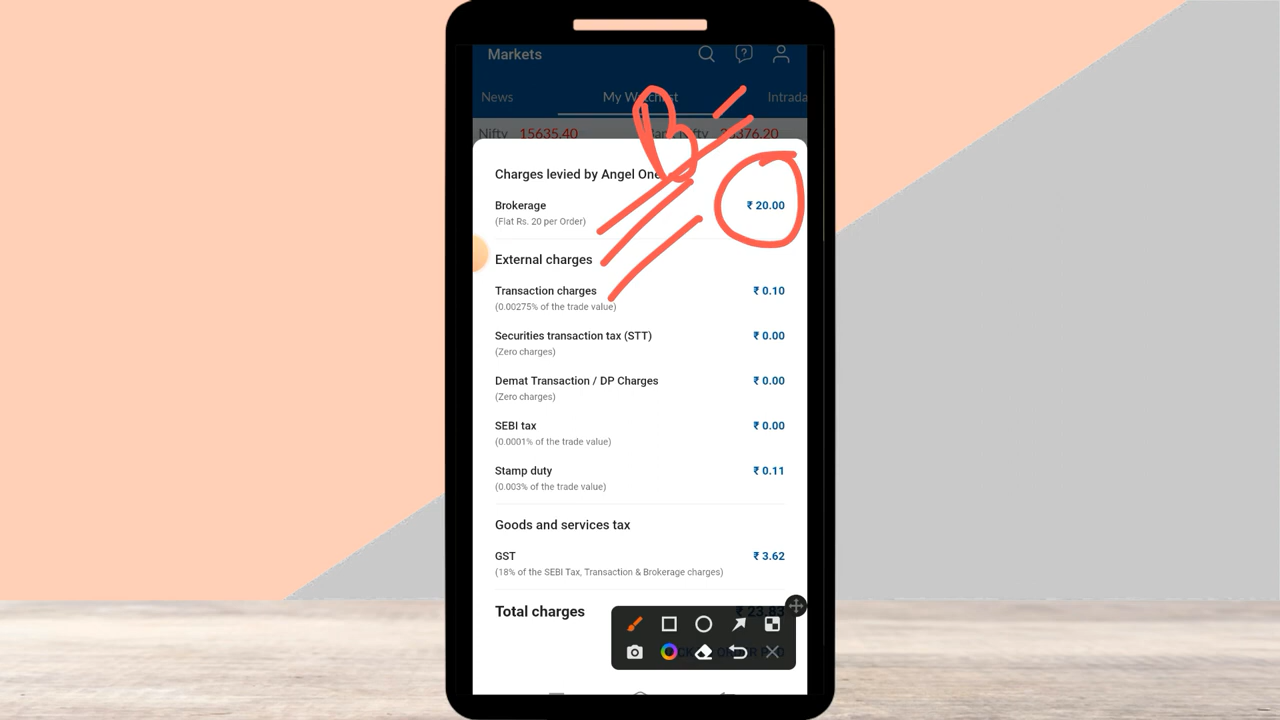 Markets
News My Watchlist Intrada
Nifty 15635.40 Bank Nifty
Charges levied by Angel One
Brokerage ₹ 20.00
(Flat Rs. 20 per Order)
External charges
Transaction charges ₹ 0.10
(0.00275% of the trade value)
Securities transaction tax (STT) ₹ 0.00
(Zero charges)
Demat Transaction / DP Charges ₹ 0.00
(Zero charges)
SEBI tax ₹ 0.00
(0.0001% of the trade value)
Stamp duty ₹ 0.11
(0.003% of the trade value)
Goods and services tax
GST ₹ 3.62
(18% of the SEBI Tax, Transaction & Brokerage charges)
Total charges ₹ 23.83